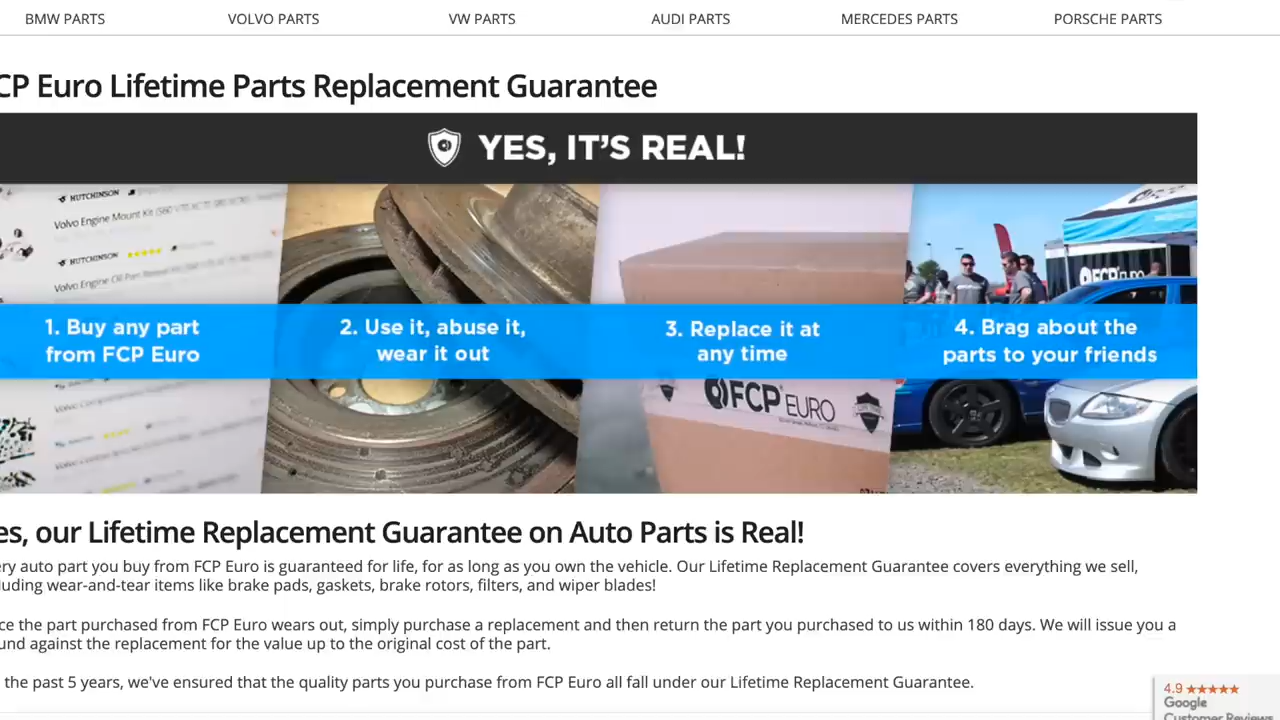 BMW PARTS VOLVO PARTS VW PARTS AUDI PARTS MERCEDES PARTS PORSCHE PARTS
CP Euro Lifetime Parts Replacement Guarantee
YES, IT'S REAL!
HUTCHINSON
Volvo Engine Mount Kit
HUTCHINSON
1. Buy any part
from FCP Euro
2. Use it, abuse it,
wear it out
3. Replace it at
any time
4. Brag about the
parts to your friends
FCP EURO
es, our Lifetime Replacement Guarantee on Auto Parts is Real!
ery auto part you buy from FCP Euro is guaranteed for life, for as long as you own the vehicle. Our Lifetime Replacement Guarantee covers everything we sell,
luding wear-and-tear items like brake pads, gaskets, brake rotors, filters, and wiper blades!
ce the part purchased from FCP Euro wears out, simply purchase a replacement and then return the part you purchased to us within 180 days. We will issue you a
und against the replacement for the value up to the original cost of the part.
the past 5 years, we've ensured that the quality parts you purchase from FCP Euro all fall under our Lifetime Replacement Guarantee.
4.9 ★★★★★
Google
Customer Reviews